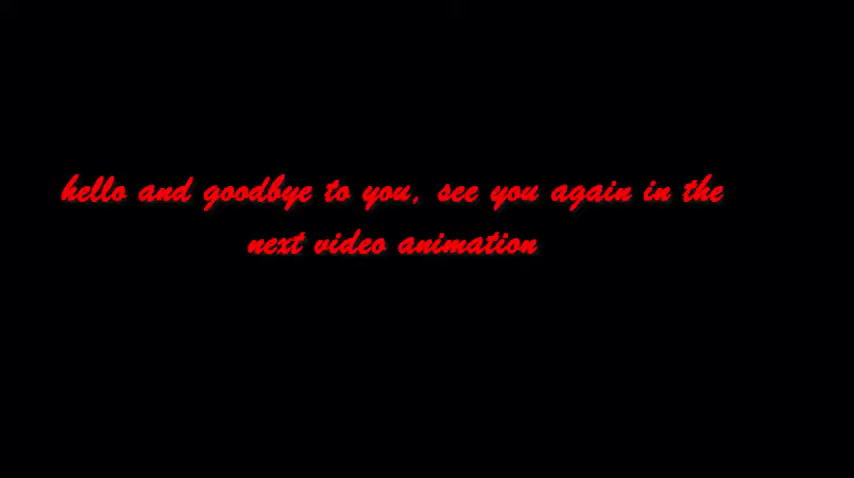 hello and goodbye to you, see you again in the
next video animation